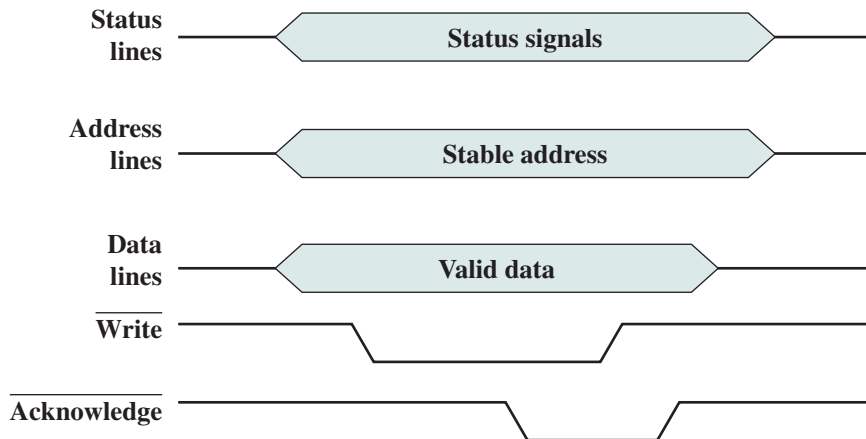 Status
lines
Status signals
Address
lines
Stable address
Data
lines
Valid data
Write
Acknowledge